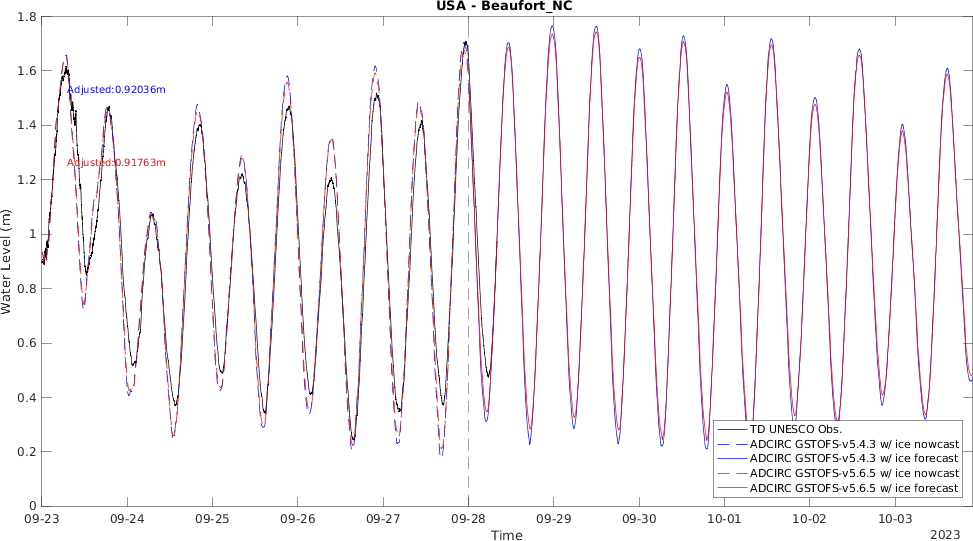 USA - Beaufort_NC
1.8
1.6
1.4
1.2
1
0.8
0.6
0.4
0.2
0
Water Level (m)
Adjusted:0.92036m
Adjusted:0.91763m
TD UNESCO Obs.
ADCIRC GSTOFS-v5.4.3 w/ ice nowcast
ADCIRC GSTOFS-v5.4.3 w/ ice forecast
ADCIRC GSTOFS-v5.6.5 w/ ice nowcast
ADCIRC GSTOFS-v5.6.5 w/ ice forecast
09-23 09-24 09-25 09-26 09-27 09-28 09-29 09-30 10-01 10-02 10-03
Time
2023